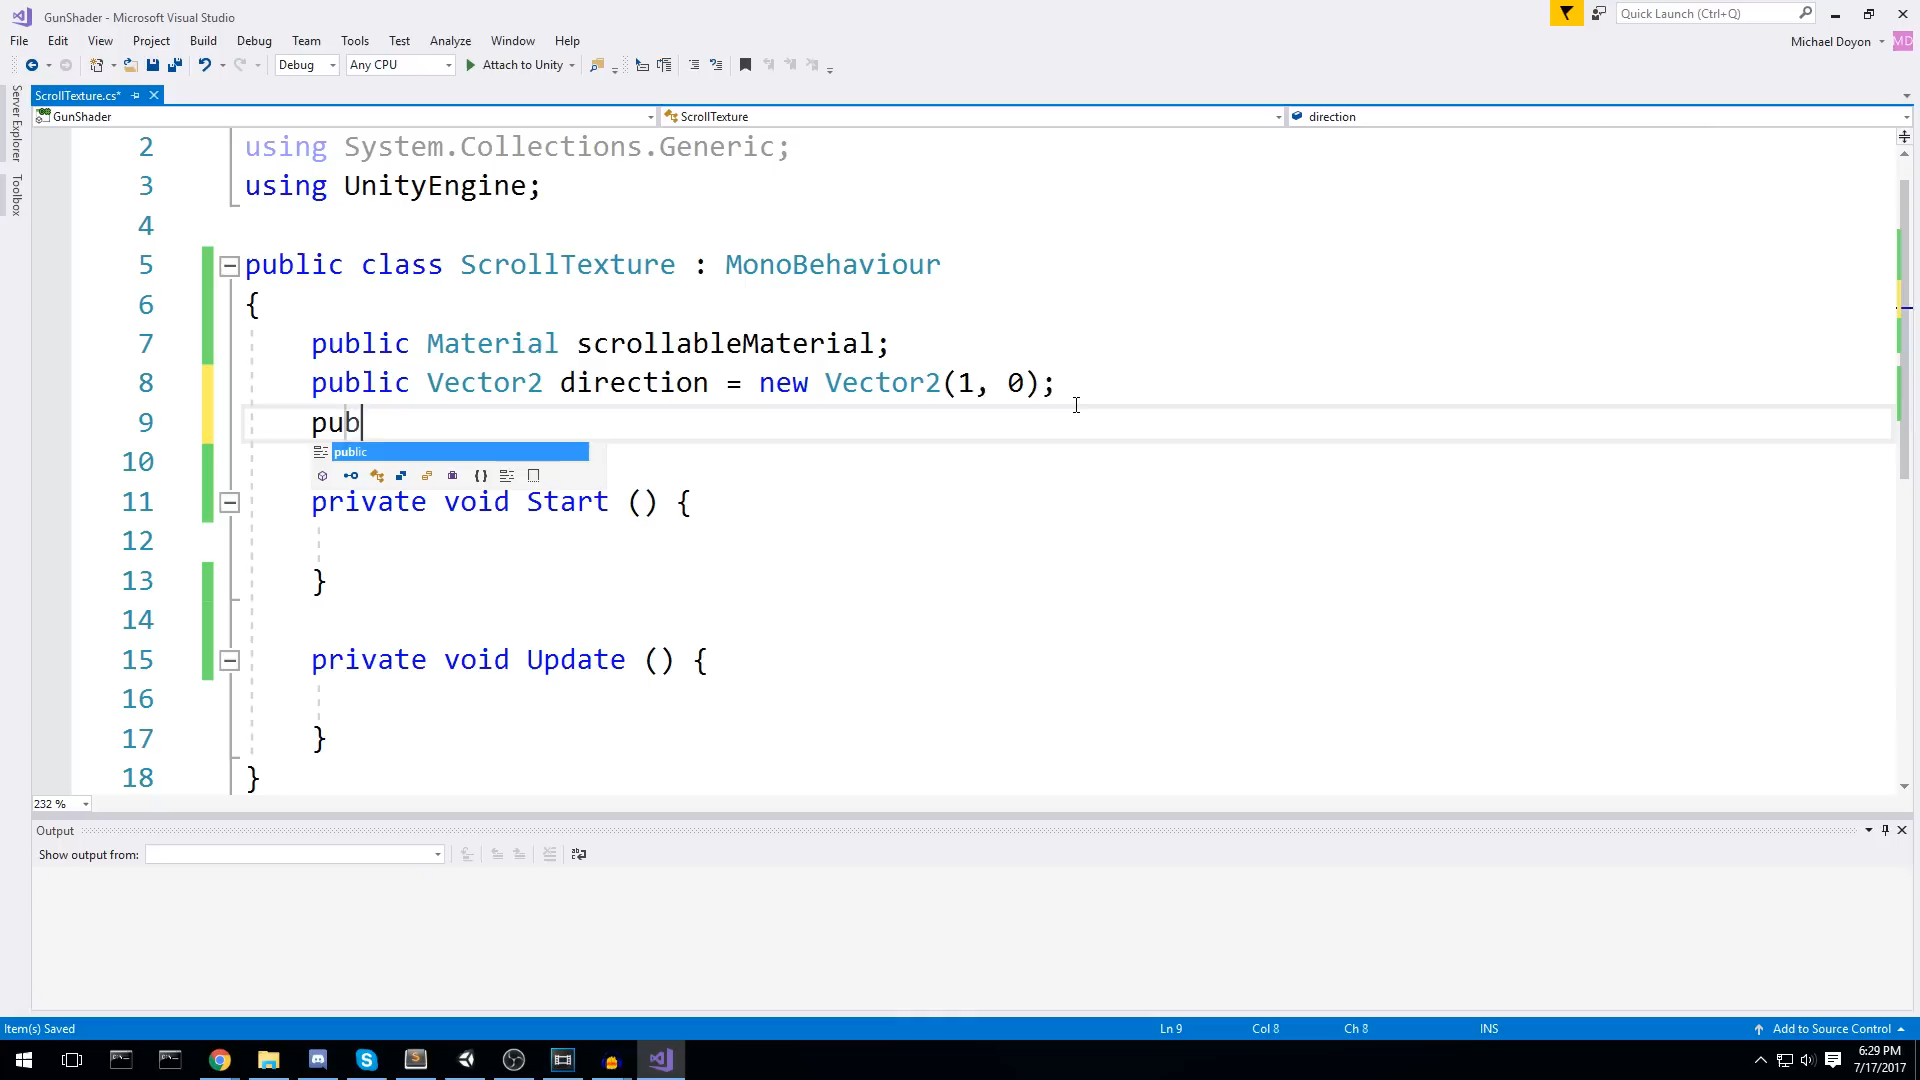 GunShader - Microsoft Visual Studio
Quick Launch (Ctrl+Q)
File Edit View Project Build Debug Team Tools Test Analyze Window Help
Michael Doyon MD
Debug Any CPU Attach to Unity
Server Explorer
Toolbox
ScrollTexture.cs*
GunShader ScrollTexture direction
2 using System.Collections.Generic;
3 using UnityEngine;
4
5 public class ScrollTexture : MonoBehaviour
6 {
7 public Material scrollableMaterial;
8 public Vector2 direction = new Vector2(1, 0);
9 pub
public
10
11 private void Start () {
12
13 }
14
15 private void Update () {
16
17 }
18 }
232 %
Output
Show output from:
Item(s) Saved Ln 9 Col 8 Ch 8 INS Add to Source Control
6:29 PM
7/17/2017